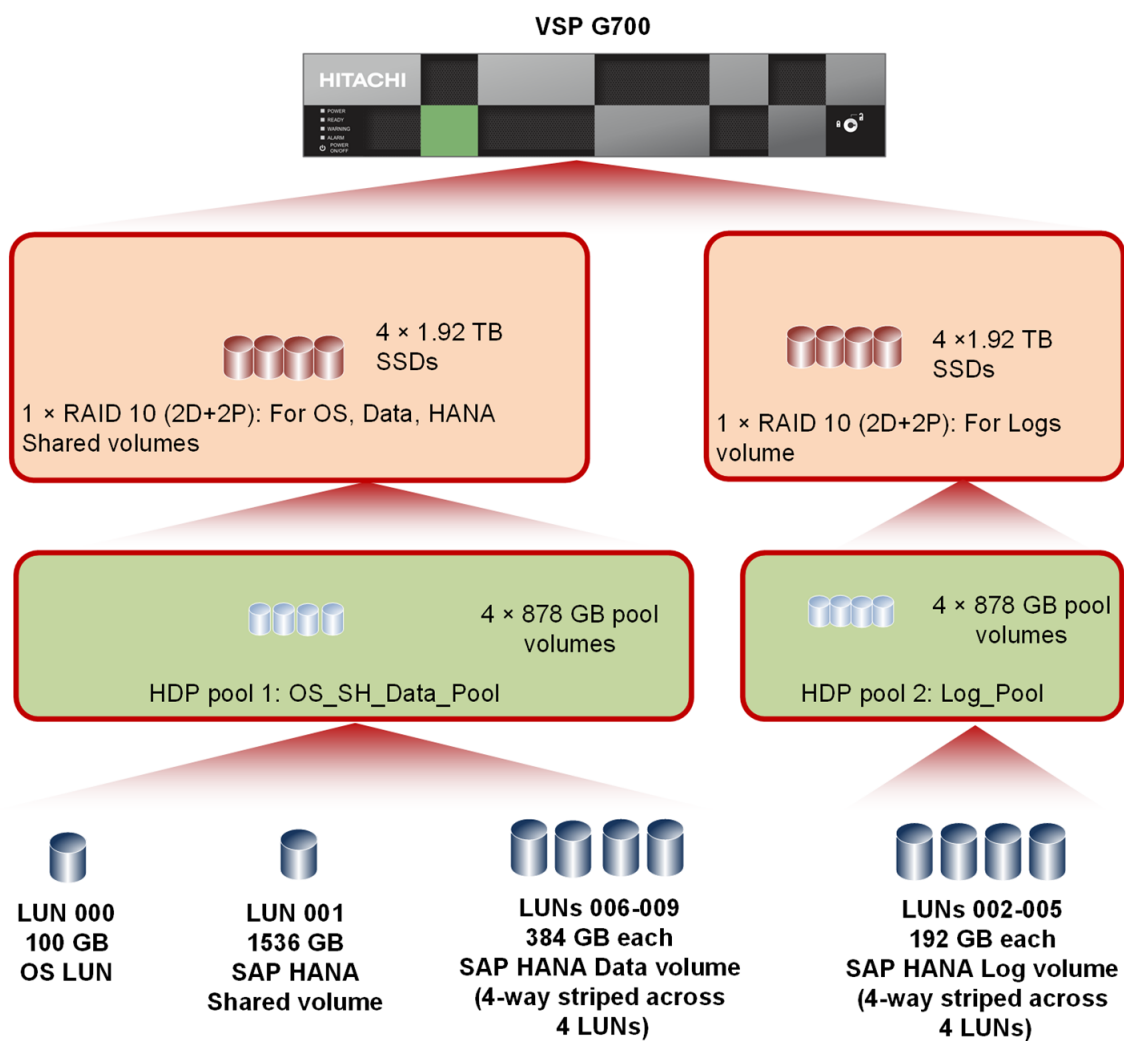 VSP G700
HITACHI
POWER
READY
WARNING
ALARM
POWER
ON/OFF
4 × 1.92 TB
SSDs
1 × RAID 10 (2D+2P): For OS, Data, HANA
Shared volumes
4 ×1.92 TB
SSDs
1 × RAID 10 (2D+2P): For Logs
volume
4 × 878 GB pool
volumes
HDP pool 1: OS_SH_Data_Pool
4 × 878 GB pool
volumes
HDP pool 2: Log_Pool
LUN 000
100 GB
OS LUN
LUN 001
1536 GB
SAP HANA
Shared volume
LUNs 006-009
384 GB each
SAP HANA Data volume
(4-way striped across
4 LUNs)
LUNs 002-005
192 GB each
SAP HANA Log volume
(4-way striped across
4 LUNs)